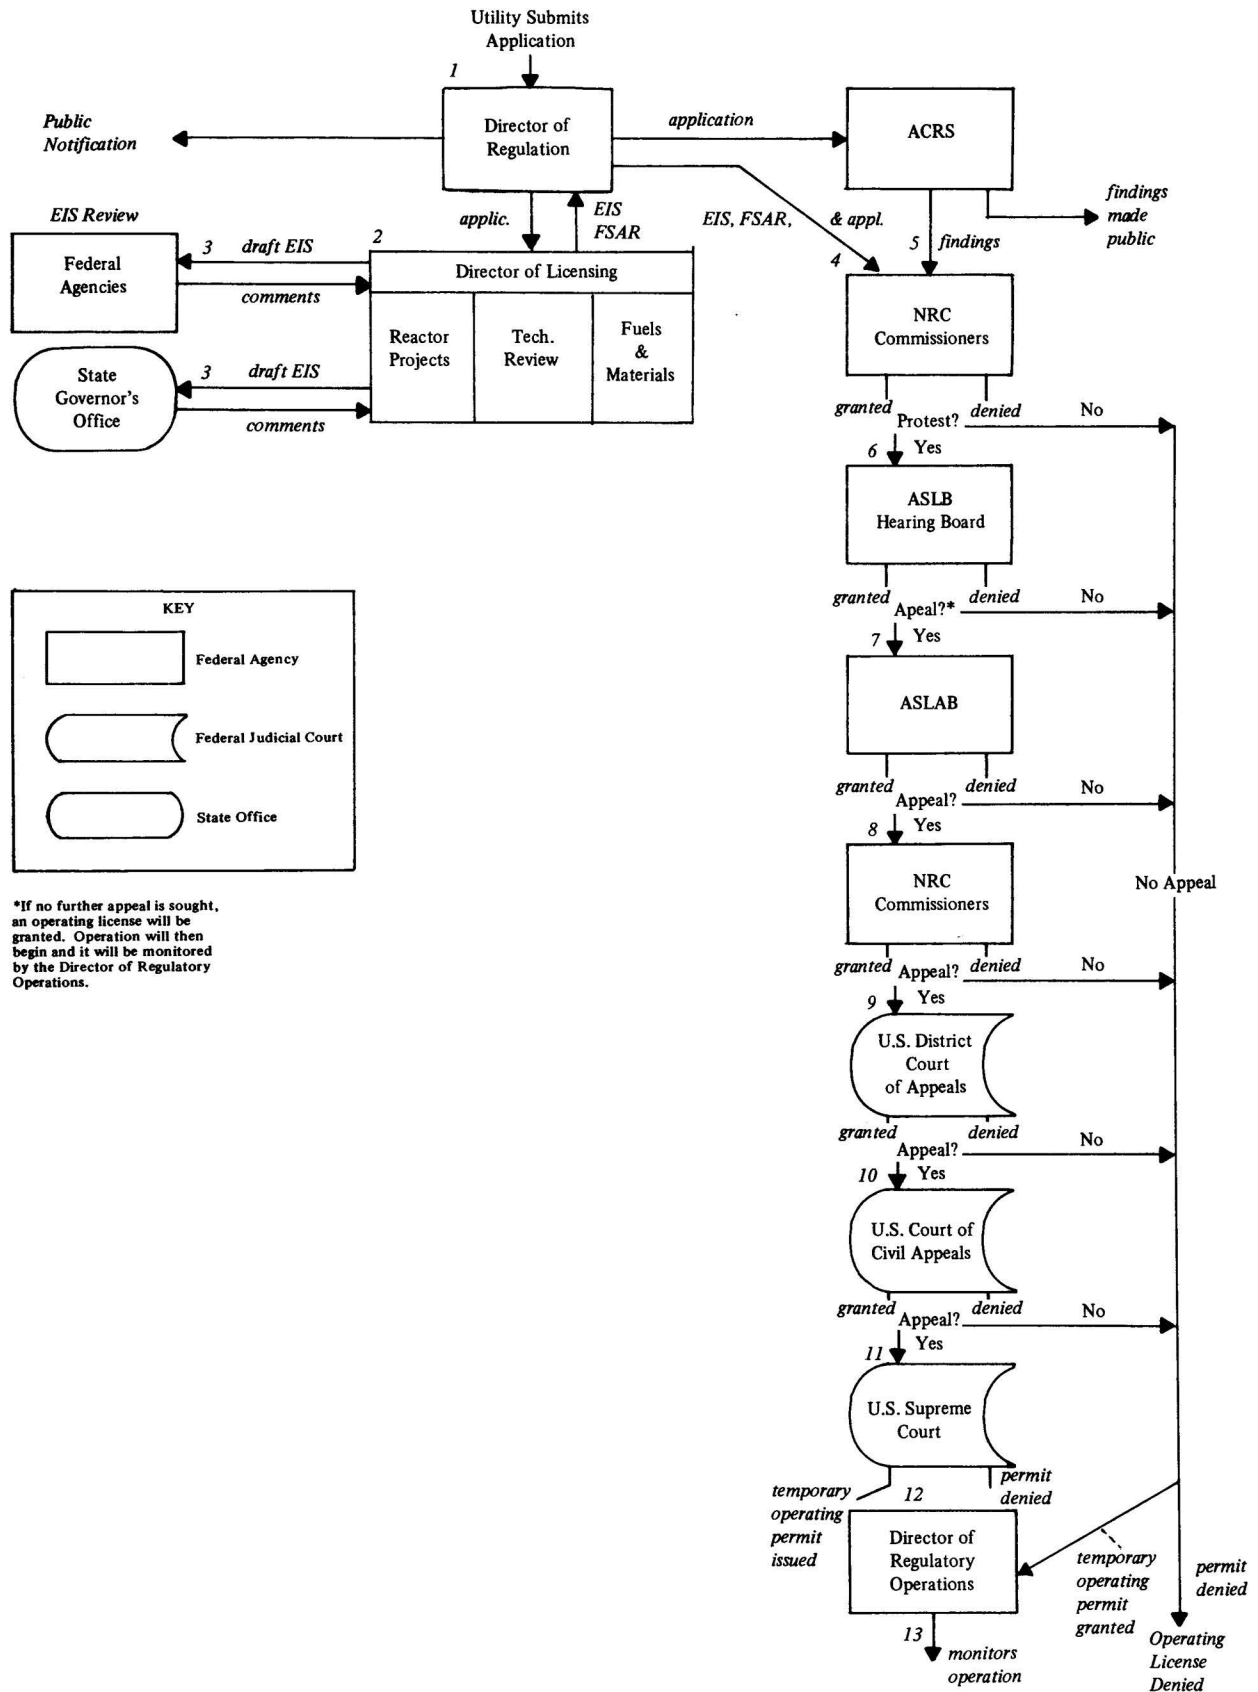 Utility Submits
Application
1
Director of
Regulation
Public
Notification
application
ACRS
findings
made
public
EIS, FSAR,
& appl.
5
findings
4
applic.
EIS
FSAR
EIS Review
Federal
Agencies
3
draft EIS
comments
2
Director of Licensing
Reactor
Projects
Tech.
Review
Fuels
&
Materials
State
Governor's
Office
3
draft EIS
comments
NRC
Commissioners
granted
denied
No
Protest?
6
Yes
ASLB
Hearing Board
granted
denied
No
Apeal?*
7
Yes
ASLAB
granted
denied
No
Appeal?
8
Yes
NRC
Commissioners
No Appeal
granted
denied
No
Appeal?
9
Yes
U.S. District
Court
of Appeals
granted
denied
No
Appeal?
10
Yes
U.S. Court of
Civil Appeals
granted
denied
No
Appeal?
11
Yes
U.S. Supreme
Court
temporary
operating
permit
issued
permit
denied
12
Director of
Regulatory
Operations
temporary
operating
permit
granted
permit
denied
13
monitors
operation
Operating
License
Denied
KEY
Federal Agency
Federal Judicial Court
State Office
*If no further appeal is sought,
an operating license will be
granted. Operation will then
begin and it will be monitored
by the Director of Regulatory
Operations.